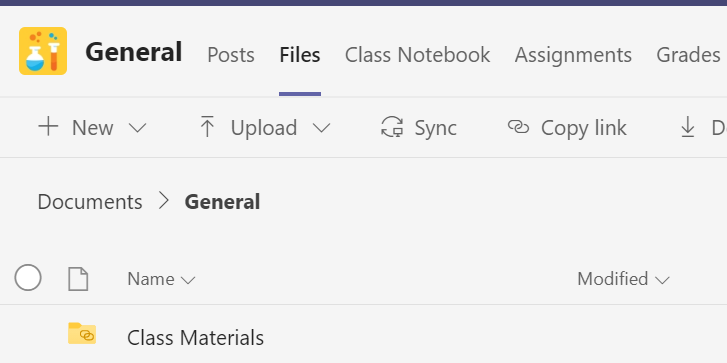 General Posts Files Class Notebook Assignments Grades
New Upload Sync Copy link
Documents General
Name Modified
Class Materials